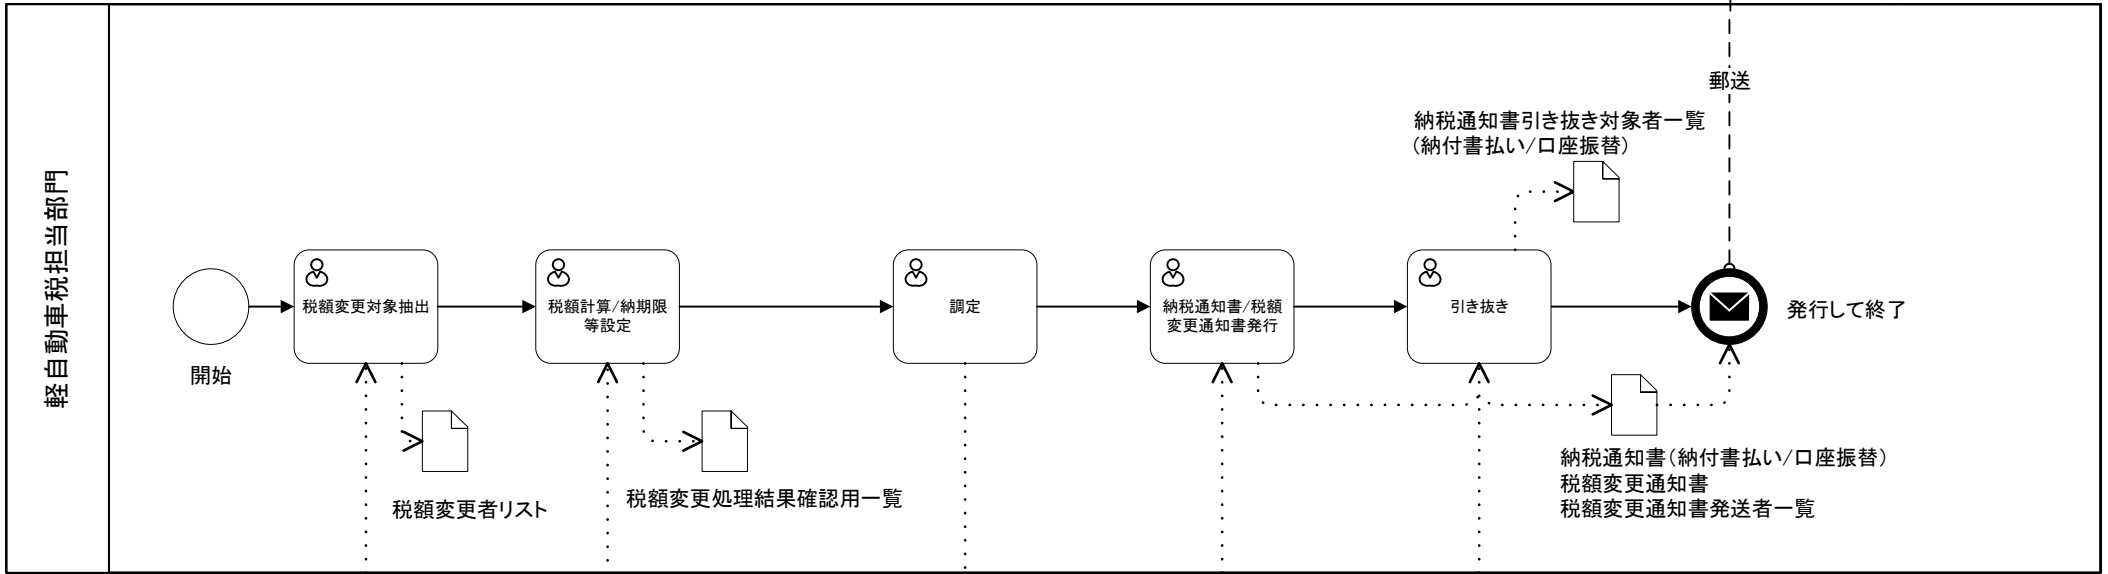 軽自動車税担当部門
郵送
納税通知書引き抜き対象者一覧
(納付書払い/口座振替)
開始
税額変更対象抽出
税額計算/納期限
等設定
調定
納税通知書/税額
変更通知書発行
引き抜き
発行して終了
税額変更者リスト
税額変更処理結果確認用一覧
納税通知書(納付書払い/口座振替)
税額変更通知書
税額変更通知書発送者一覧